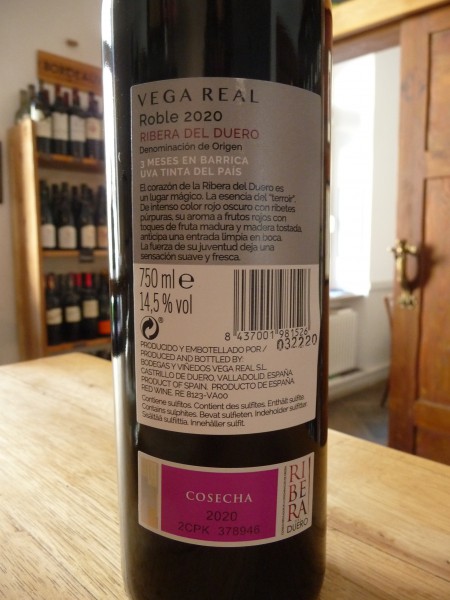 BORDEAUX
VEGA REAL
Roble 2020
RIBERA DEL DUERO
Denominación de Origen
3 MESES EN BARRICA
UVA TINTA DEL PAÍS
El corazón de la Ribera del Duero es
un lugar mágico. La esencia del "terroir".
De intenso color rojo oscuro con ribetes
púrpuras, su aroma a frutos rojos con
toques de fruta madura y madera tostada,
anticipa una entrada limpia en boca.
La fuerza de su juventud deja una
sensación suave y fresca.
750 ml e
14,5% vol
8 437001 981526
032220
PRODUCIDO Y EMBOTELLADO POR /
PRODUCED AND BOTTLED BY:
BODEGAS Y VIÑEDOS VEGA REAL S.L.
CASTRILLO DE DUERO. VALLADOLID. ESPAÑA
PRODUCT OF SPAIN. PRODUCTO DE ESPAÑA.
RED WINE. RE 8123-VA00
Contiene sulfitos. Contient des sulfites. Enthält sulfite
Contains sulphites. Bevat sulfieten. Indeholder sulfitter
Sisältää sulfiittia. Innehåller sulfit.
COSECHA
2020
2CPK 378946
RIBERA
DUERO